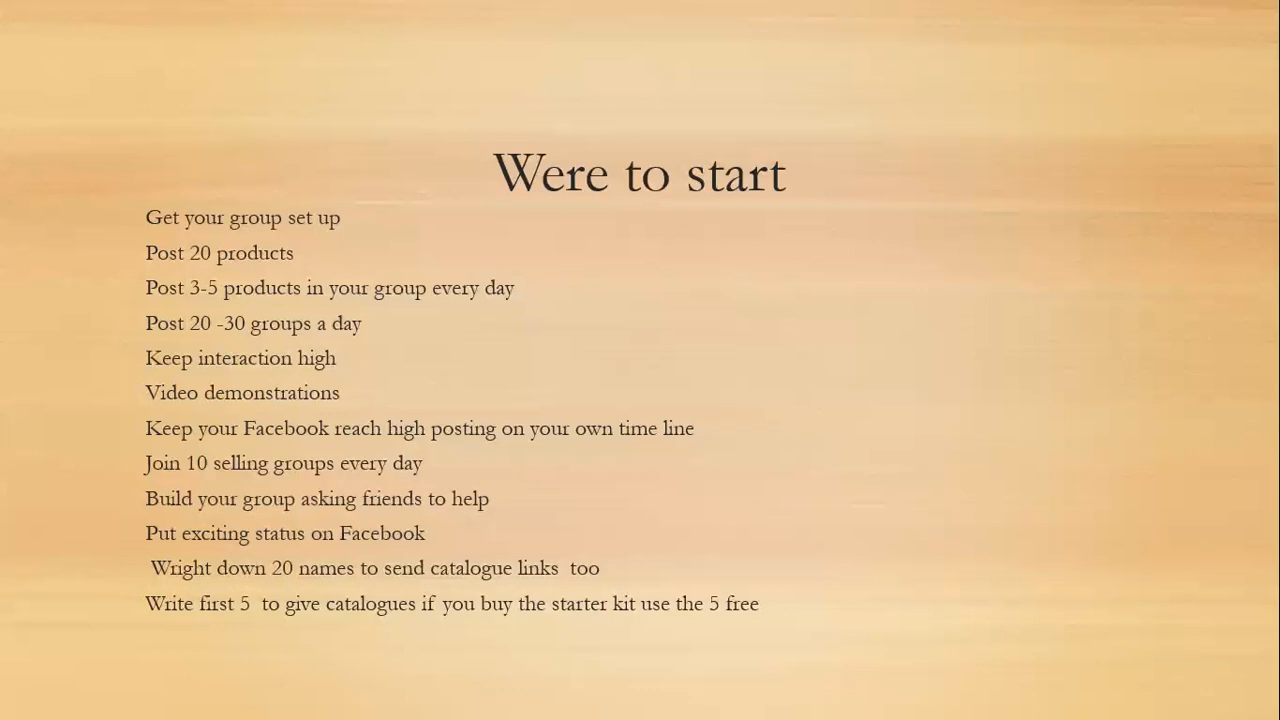 Were to start
Get your group set up
Post 20 products
Post 3-5 products in your group every day
Post 20 -30 groups a day
Keep interaction high
Video demonstrations
Keep your Facebook reach high posting on your own time line
Join 10 selling groups every day
Build your group asking friends to help
Put exciting status on Facebook
Wright down 20 names to send catalogue links  too
Write first 5  to give catalogues if you buy the starter kit use the 5 free